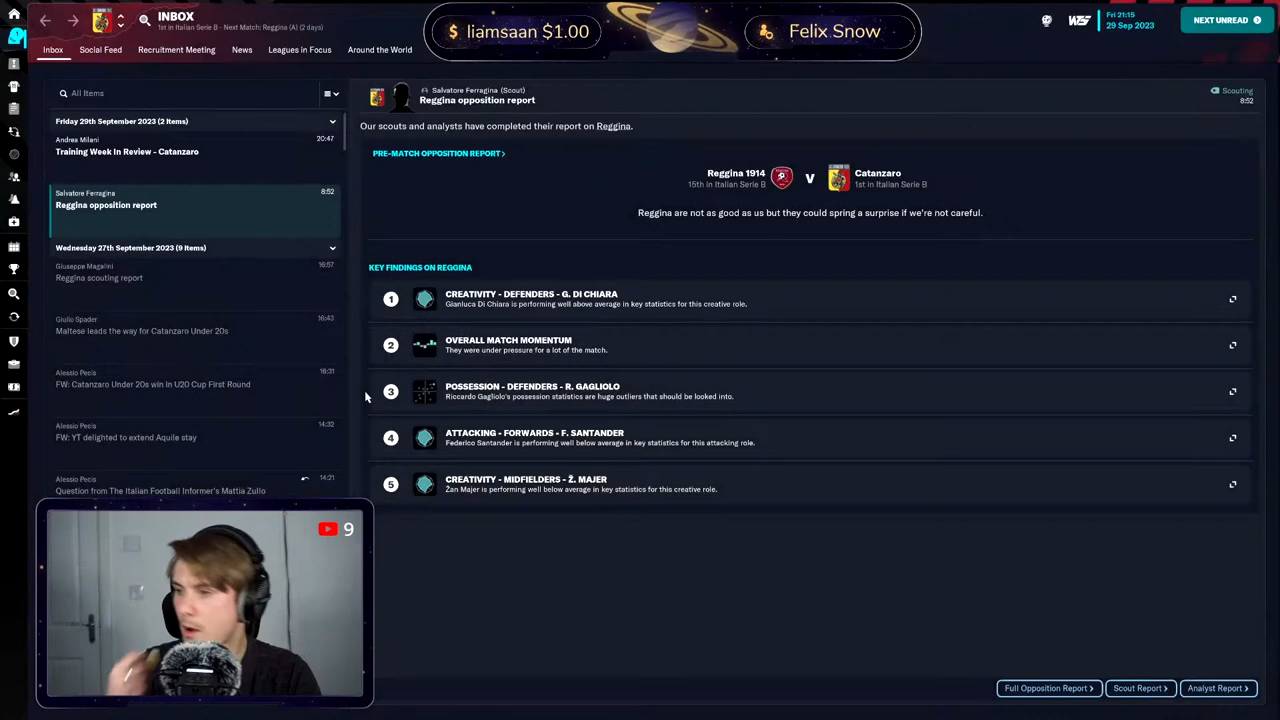 INBOX
1st in Italian Serie B - Next Match: Reggina (A) (2 days)
$ liamsaan $1.00
Felix Snow
Fri 21:15
29 Sep 2023
NEXT UNREAD
Inbox
Social Feed
Recruitment Meeting
News
Leagues in Focus
Around the World
All Items
Friday 29th September 2023 (2 Items)
Andrea Milani
20:47
Training Week In Review - Catanzaro
Salvatore Ferragina
8:52
Reggina opposition report
Wednesday 27th September 2023 (9 Items)
Giuseppe Magalini
16:57
Reggina scouting report
Giulio Spader
16:43
Maltese leads the way for Catanzaro Under 20s
Alessio Pecis
16:31
FW: Catanzaro Under 20s win in U20 Cup First Round
Alessio Pecis
14:32
FW: YT delighted to extend Aquile stay
Alessio Pecis
14:21
Question from The Italian Football Informer's Mattia Zullo
9
Salvatore Ferragina (Scout)
Reggina opposition report
Scouting
8:52
Our scouts and analysts have completed their report on Reggina.
PRE-MATCH OPPOSITION REPORT
Reggina 1914
15th in Italian Serie B
v
Catanzaro
1st in Italian Serie B
Reggina are not as good as us but they could spring a surprise if we're not careful.
KEY FINDINGS ON REGGINA
1
CREATIVITY - DEFENDERS - G. DI CHIARA
Gianluca Di Chiara is performing well above average in key statistics for this creative role.
2
OVERALL MATCH MOMENTUM
They were under pressure for a lot of the match.
3
POSSESSION - DEFENDERS - R. GAGLIOLO
Riccardo Gagliolo's possession statistics are huge outliers that should be looked into.
4
ATTACKING - FORWARDS - F. SANTANDER
Federico Santander is performing well below average in key statistics for this attacking role.
5
CREATIVITY - MIDFIELDERS - Ž. MAJER
Žan Majer is performing well below average in key statistics for this creative role.
Full Opposition Report
Scout Report
Analyst Report